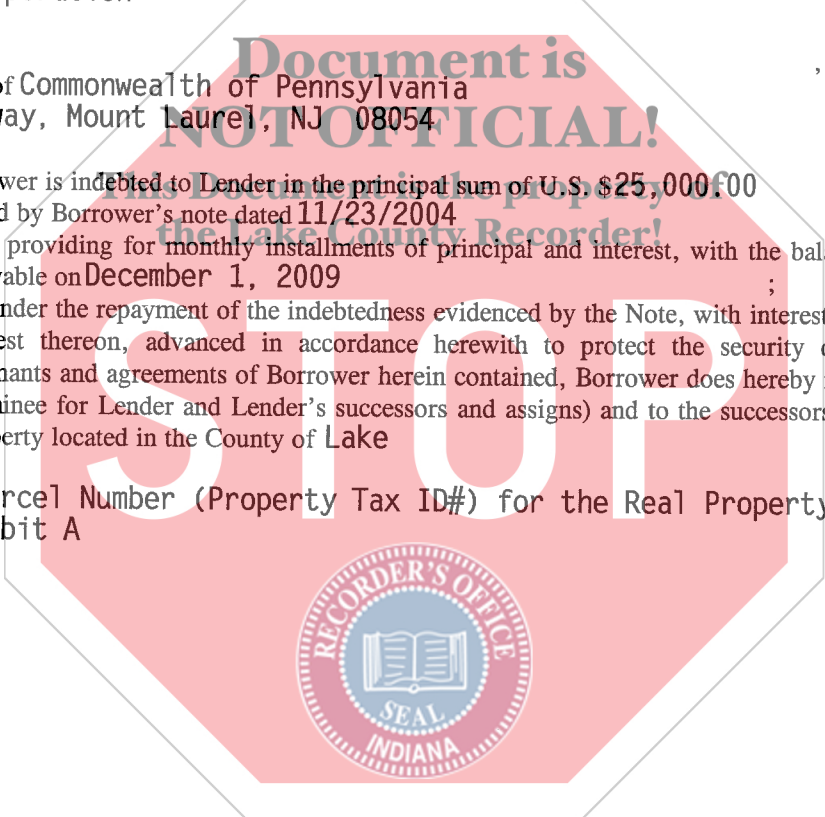 Document is
of Commonwealth of Pennsylvania
way, Mount Laurel, NJ 08054
NOT OFFICIAL!
wer is indebted to Lender in the principal sum of U.S. $25,000.00
This Document is the property of
d by Borrower's note dated 11/23/2004
the Lake County Recorder!
providing for monthly installments of principal and interest, with the bal
able on December 1, 2009 ;
nder the repayment of the indebtedness evidenced by the Note, with interest
est thereon, advanced in accordance herewith to protect the security
nants and agreements of Borrower herein contained, Borrower does hereby
inee for Lender and Lender's successors and assigns) and to the successors
erty located in the County of Lake
STOP
rcel Number (Property Tax ID#) for the Real Property
bit A
RECORDER'S OFFICE
SEAL
INDIANA